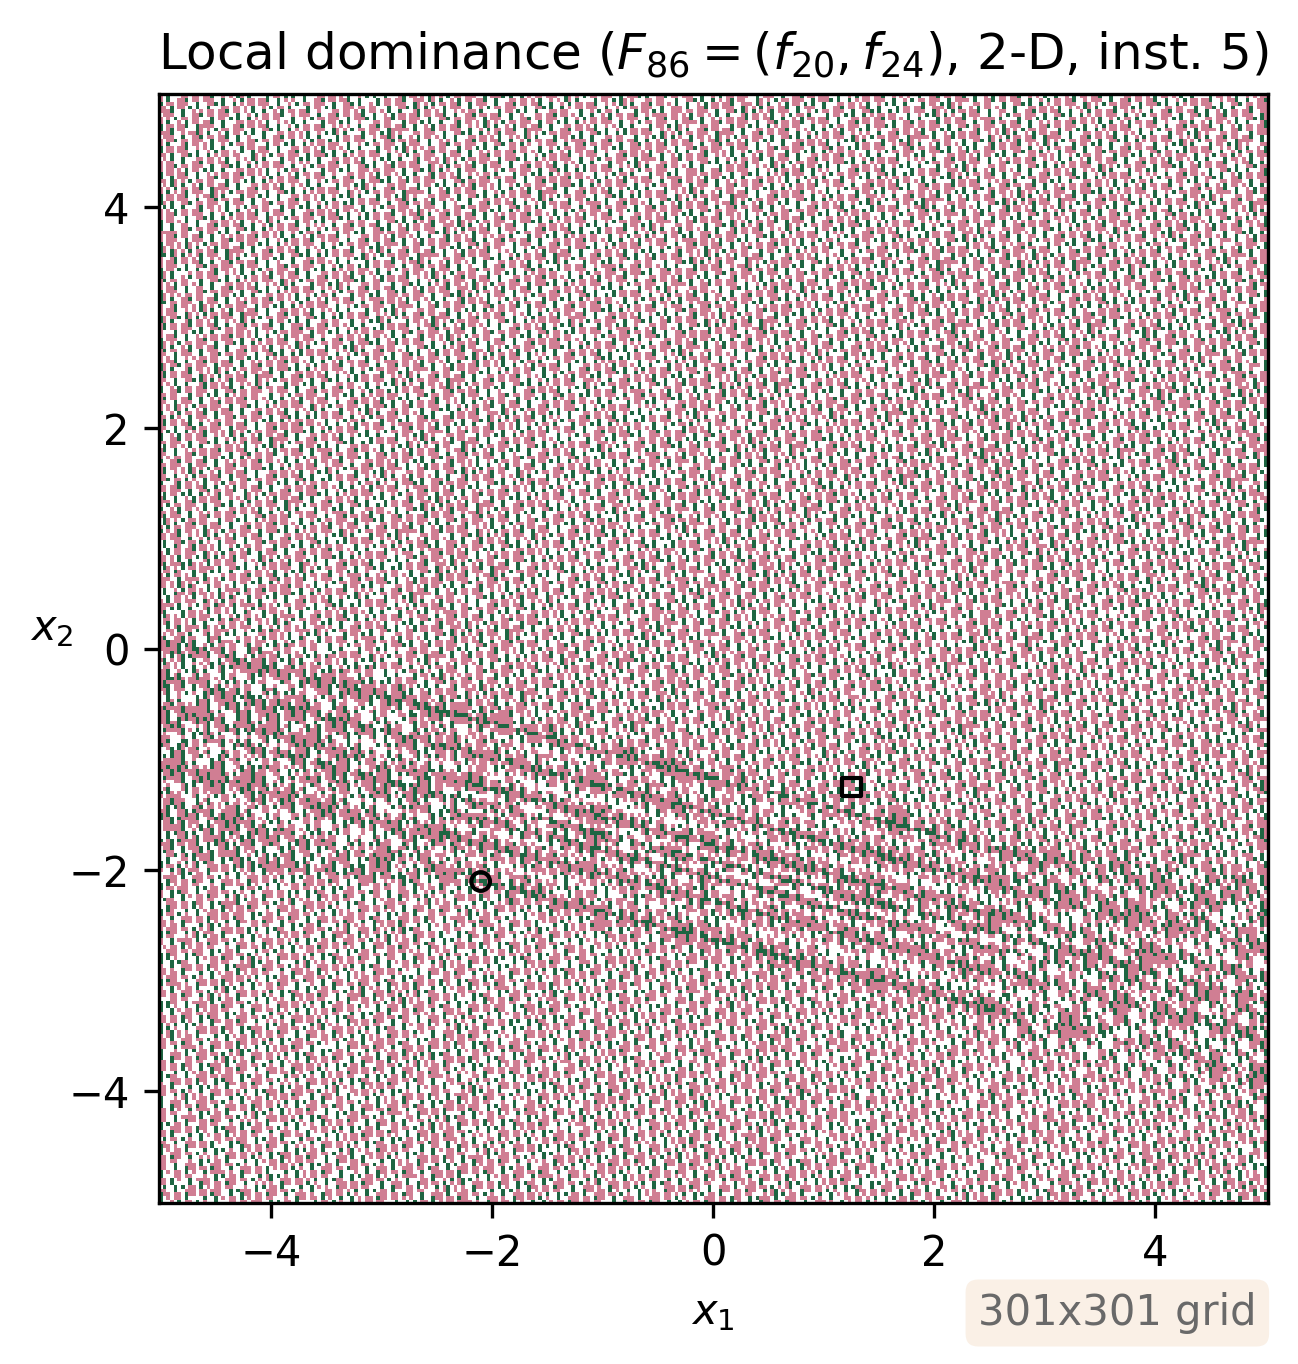 Local dominance (F₈₆ = (f₂₀, f₂₄), 2-D, inst. 5)
4
2
x₂
0
−2
−4
−4
−2
0
2
4
x₁
301x301 grid